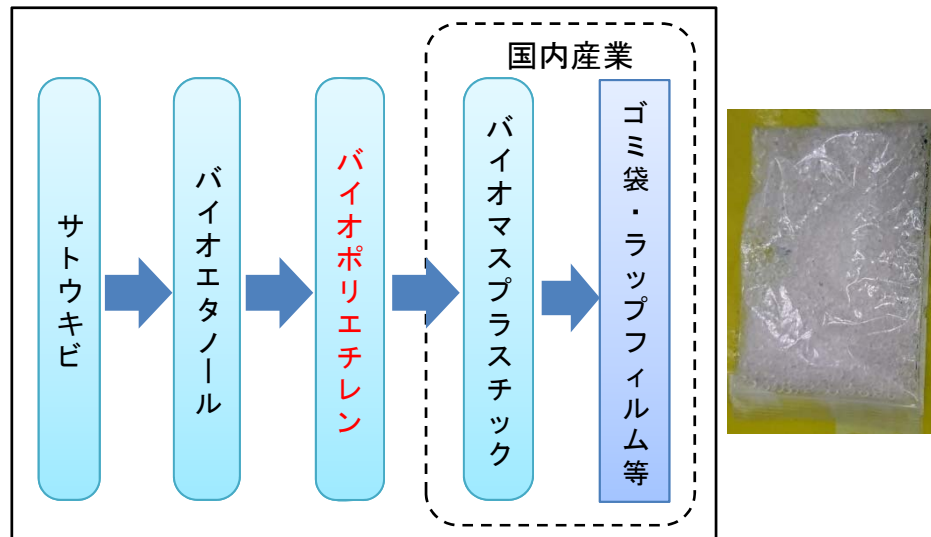 国内産業
サトウキビ
バイオエタノール
バイオポリエチレン
バイオマスプラスチック
ゴミ袋・ラップフィルム等